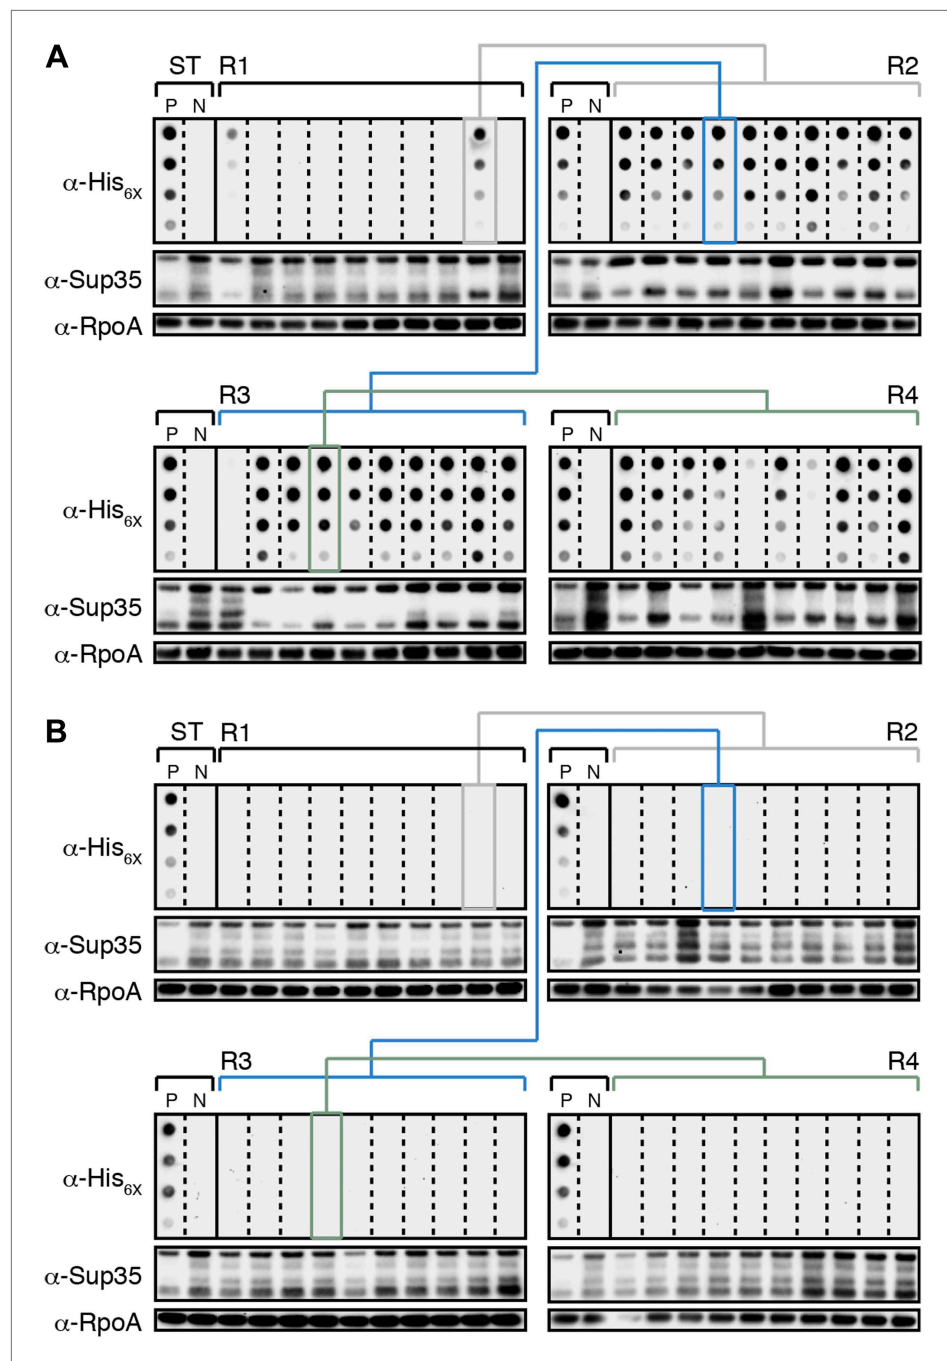 A
ST R1 R2
P N P N
α-His6X
α-Sup35
α-RpoA
R3 R4
P N P N
α-His6X
α-Sup35
α-RpoA
B
ST R1 R2
P N P N
α-His6X
α-Sup35
α-RpoA
R3 R4
P N P N
α-His6X
α-Sup35
α-RpoA